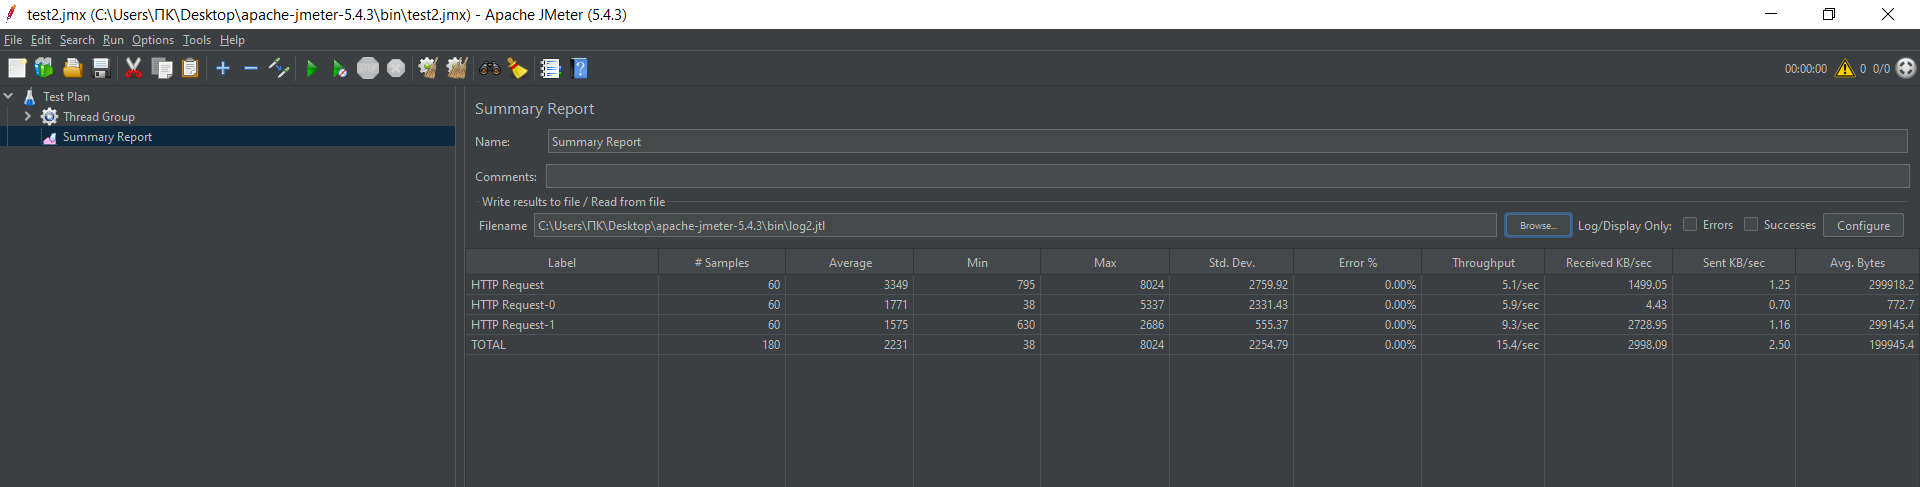 test2.jmx (C:\Users\ПК\Desktop\apache-jmeter-5.4.3\bin\test2.jmx) - Apache JMeter (5.4.3)
File Edit Search Run Options Tools Help
00:00:00 0 0/0
Test Plan
Thread Group
Summary Report
Summary Report
Name: Summary Report
Comments:
Write results to file / Read from file
Filename C:\Users\ПК\Desktop\apache-jmeter-5.4.3\bin\log2.jtl Browse... Log/Display Only: Errors Successes Configure
Label # Samples Average Min Max Std. Dev. Error % Throughput Received KB/sec Sent KB/sec Avg. Bytes
HTTP Request 60 3349 795 8024 2759.92 0.00% 5.1/sec 1499.05 1.25 299918.2
HTTP Request-0 60 1771 38 5337 2331.43 0.00% 5.9/sec 4.43 0.70 772.7
HTTP Request-1 60 1575 630 2686 555.37 0.00% 9.3/sec 2728.95 1.16 299145.4
TOTAL 180 2231 38 8024 2254.79 0.00% 15.4/sec 2998.09 2.50 199945.4